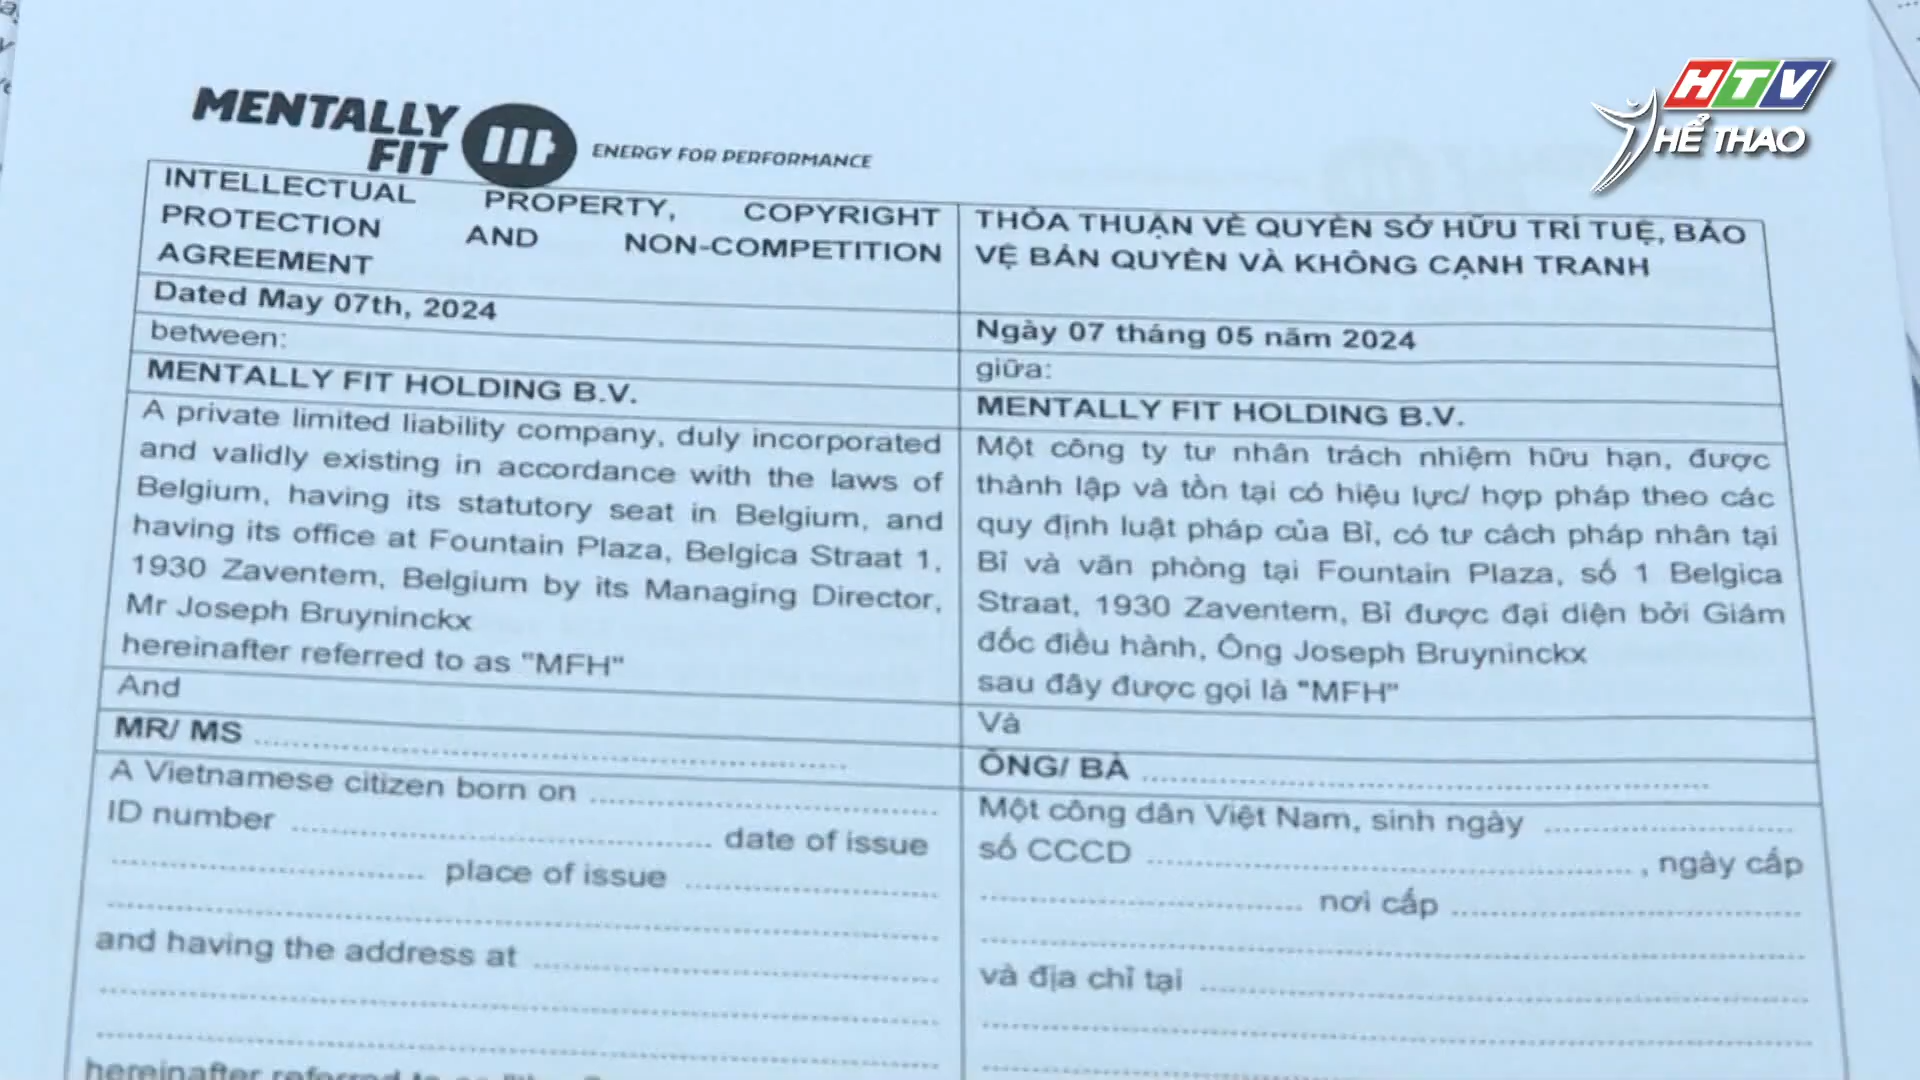 HTV
THỂ THAO
MENTALLY
FIT
ENERGY FOR PERFORMANCE
INTELLECTUAL PROPERTY, COPYRIGHT
PROTECTION AND NON-COMPETITION
AGREEMENT
Dated May 07th, 2024
between:
MENTALLY FIT HOLDING B.V.
A private limited liability company, duly incorporated
and validly existing in accordance with the laws of
Belgium, having its statutory seat in Belgium, and
having its office at Fountain Plaza, Belgica Straat 1,
1930 Zaventem, Belgium by its Managing Director,
Mr Joseph Bruyninckx
hereinafter referred to as "MFH"
And
MR/ MS ........................
A Vietnamese citizen born on ........................
ID number ........................ date of issue
........................ place of issue ........................
........................
and having the address at ........................
........................
........................
hereinafter referred to as
THỎA THUẬN VỀ QUYỀN SỞ HỮU TRÍ TUỆ, BẢO
VỆ BẢN QUYỀN VÀ KHÔNG CẠNH TRANH
Ngày 07 tháng 05 năm 2024
giữa:
MENTALLY FIT HOLDING B.V.
Một công ty tư nhân trách nhiệm hữu hạn, được
thành lập và tồn tại có hiệu lực/ hợp pháp theo các
quy định luật pháp của Bỉ, có tư cách pháp nhân tại
Bỉ và văn phòng tại Fountain Plaza, số 1 Belgica
Straat, 1930 Zaventem, Bỉ được đại diện bởi Giám
đốc điều hành, Ông Joseph Bruyninckx
sau đây được gọi là "MFH"
Và
ÔNG/ BÀ ........................
Một công dân Việt Nam, sinh ngày ........................
số CCCD ........................, ngày cấp
........................ nơi cấp ........................
........................
và địa chỉ tại ........................
........................
........................